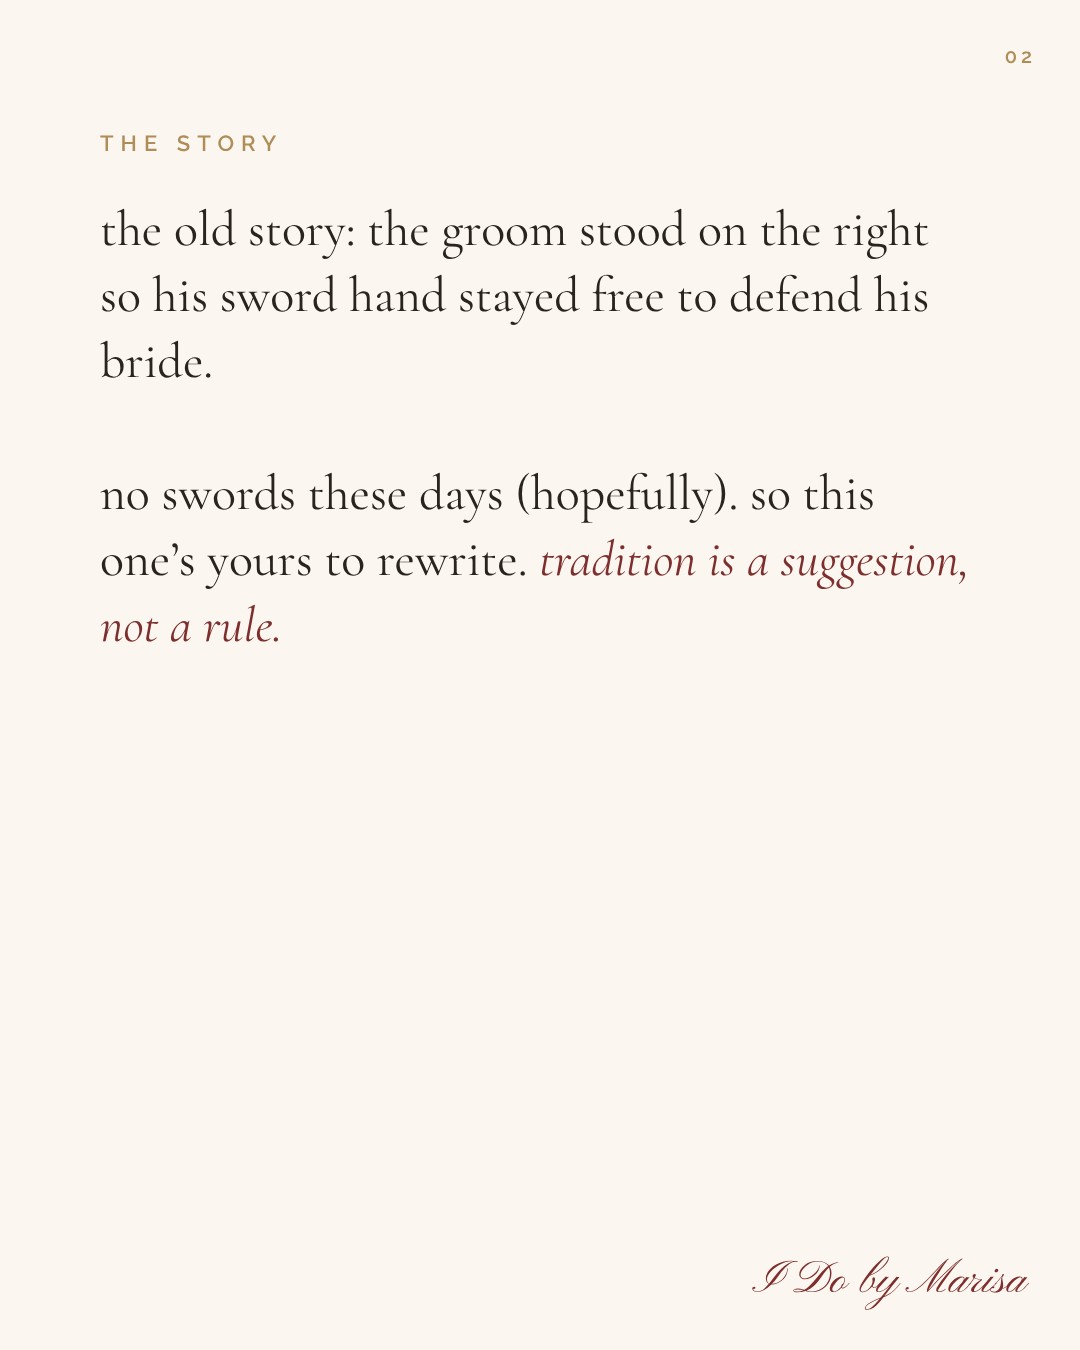 02
THE STORY
the old story: the groom stood on the right
so his sword hand stayed free to defend his
bride.
no swords these days (hopefully). so this
one’s yours to rewrite. tradition is a suggestion,
not a rule.
I Do by Marisa